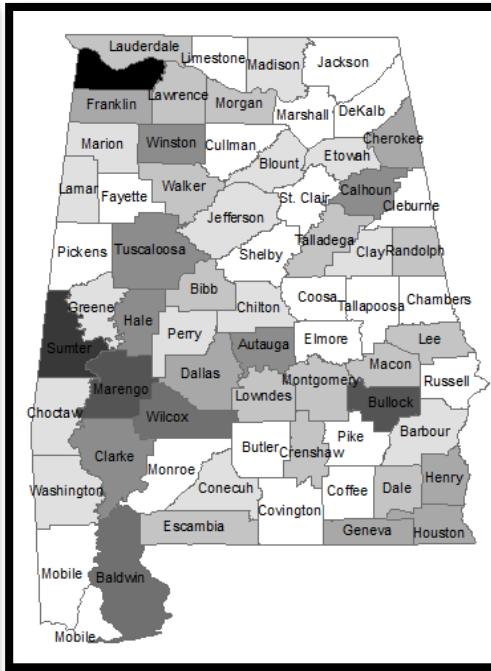 Lauderdale
Limestone
Madison
Jackson
Franklin
Lawrence
Morgan
Marshall
DeKalb
Marion
Winston
Cullman
Blount
Etowah
Cherokee
Lamar
Fayette
Walker
Jefferson
St. Clair
Calhoun
Cleburne
Pickens
Tuscaloosa
Shelby
Talladega
Clay
Randolph
Greene
Hale
Bibb
Chilton
Coosa
Tallapoosa
Chambers
Sumter
Perry
Autauga
Elmore
Lee
Marengo
Dallas
Lowndes
Montgomery
Macon
Russell
Choctaw
Wilcox
Bullock
Clarke
Monroe
Butler
Crenshaw
Pike
Barbour
Washington
Conecuh
Covington
Coffee
Dale
Henry
Escambia
Geneva
Houston
Mobile
Baldwin
Mobile